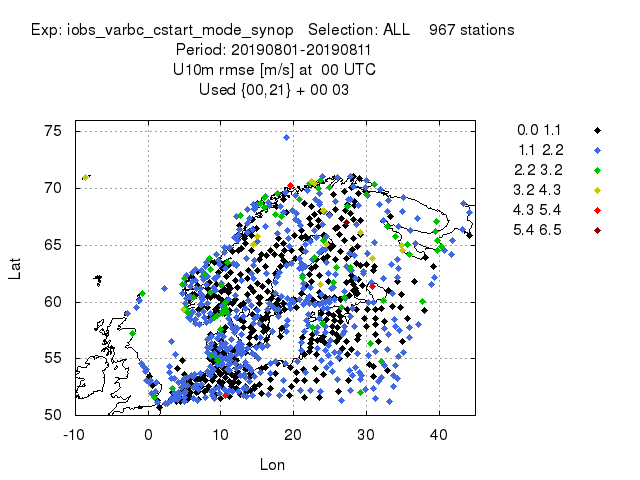 Exp: iobs_varbc_cstart_mode_synop Selection: ALL 967 stations
Period: 20190801-20190811
U10m rmse [m/s] at 00 UTC
Used {00,21} + 00 03
75
70
65
60
55
50
-10 0 10 20 30 40
Lat
Lon
0.0 1.1
1.1 2.2
2.2 3.2
3.2 4.3
4.3 5.4
5.4 6.5